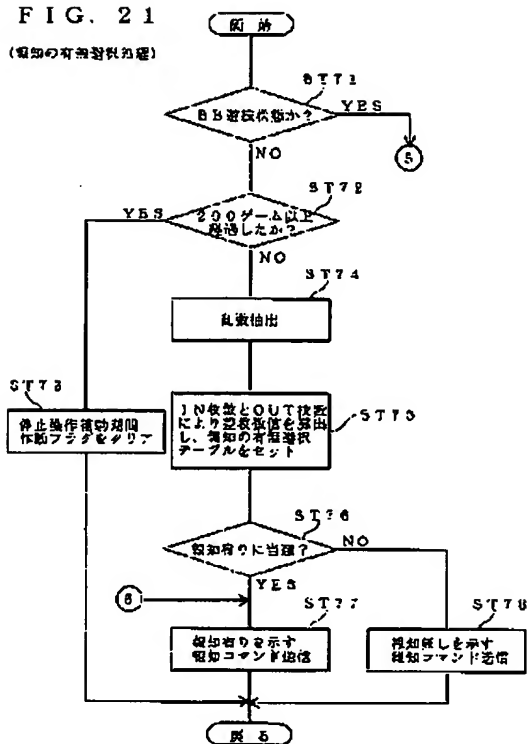 FIG. 21
(報知の有無選択処理)
開始
ST71
BB遊技状態か?
YES
5
NO
ST72
YES
200ゲーム以上
経過したか?
NO
ST74
乱数抽出
ST73
停止操作補助期間
作動フラグをクリア
IN枚数とOUT枚数
により差枚数値を算出
し、報知の有無選択
テーブルをセット
ST75
ST76
報知有りに当選?
NO
YES
6
ST77
ST78
報知有りを示す
報知コマンド送信
報知無しを示す
報知コマンド送信
戻る